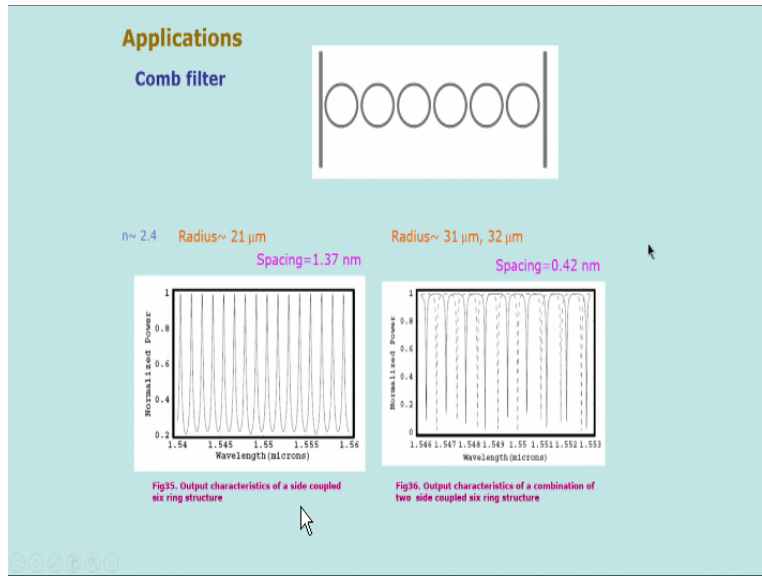 Applications
Comb filter
n~ 2.4
Radius~ 21 μm
Spacing=1.37 nm
Radius~ 31 μm, 32 μm
Spacing=0.42 nm
Normalized Power
1
0.8
0.6
0.4
0.2
1.54 1.545 1.55 1.555 1.56
Wavelength(microns)
Fig35. Output characteristics of a side coupled
six ring structure
Normalized Power
1
0.8
0.6
0.4
0.2
0
1.546 1.547 1.548 1.549 1.55 1.551 1.552 1.553
Wavelength(microns)
Fig36. Output characteristics of a combination of
two side coupled six ring structure